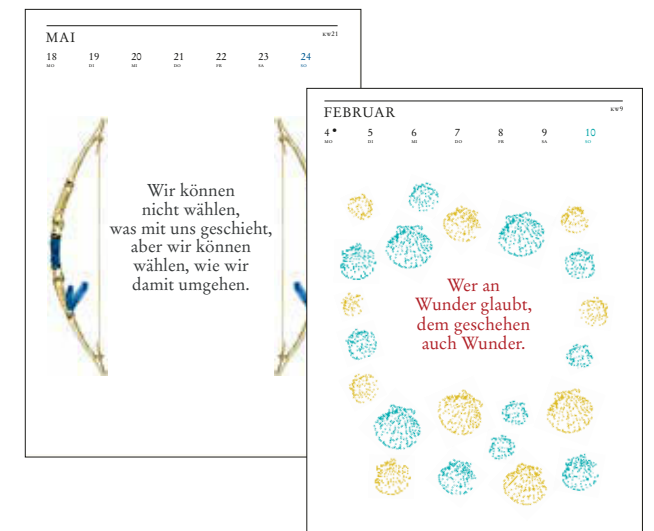 MAI
KW21
18 19 20 21 22 23 24
MO DI MI DO FR SA SO
Wir können
nicht wählen,
was mit uns geschieht,
aber wir können
wählen, wie wir
damit umgehen.
FEBRUAR
KW9
4 5 6 7 8 9 10
MO DI MI DO FR SA SO
Wer an
Wunder glaubt,
dem geschehen
auch Wunder.